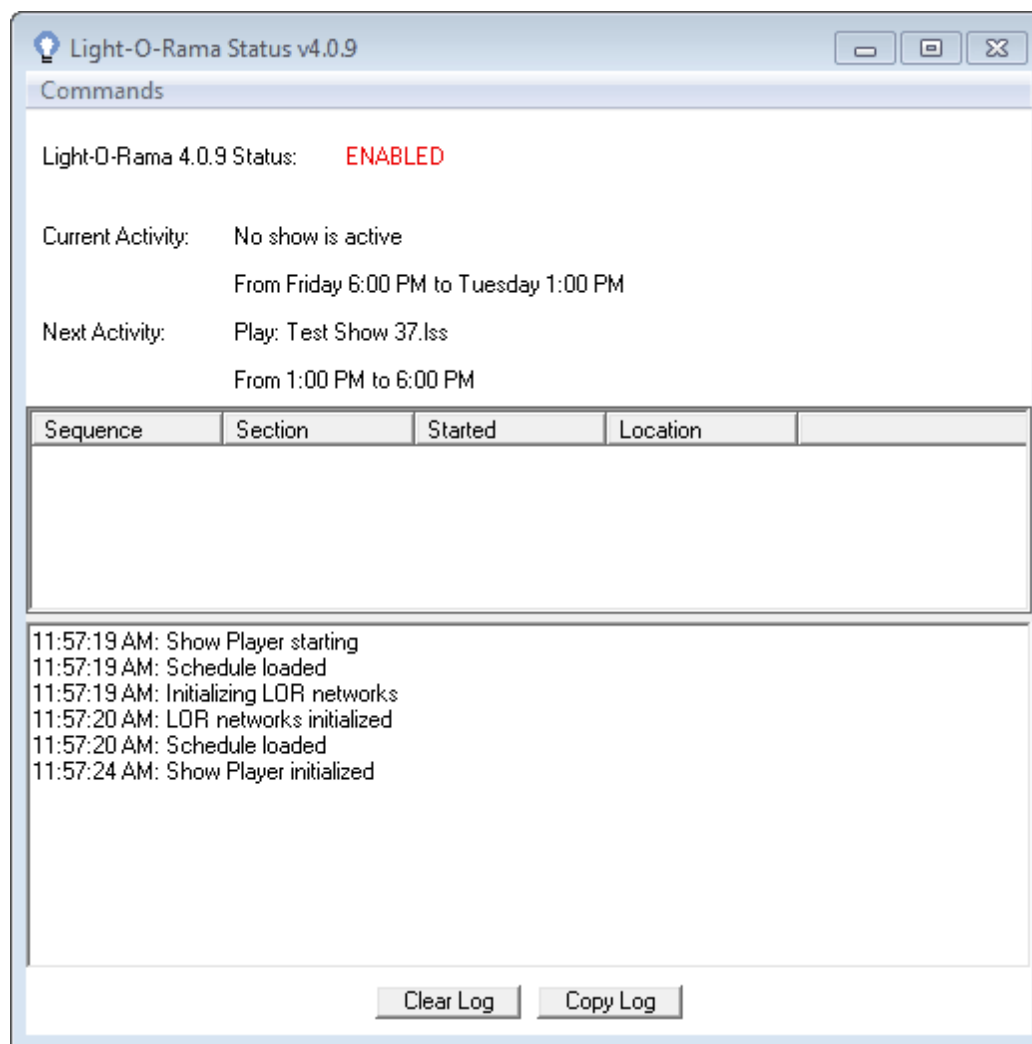 Light-O-Rama Status v4.0.9
Commands
Light-O-Rama 4.0.9 Status: ENABLED
Current Activity: No show is active
From Friday 6:00 PM to Tuesday 1:00 PM
Next Activity: Play: Test Show 37.lss
From 1:00 PM to 6:00 PM
Sequence Section Started Location
11:57:19 AM: Show Player starting
11:57:19 AM: Schedule loaded
11:57:19 AM: Initializing LOR networks
11:57:20 AM: LOR networks initialized
11:57:20 AM: Schedule loaded
11:57:24 AM: Show Player initialized
Clear Log Copy Log